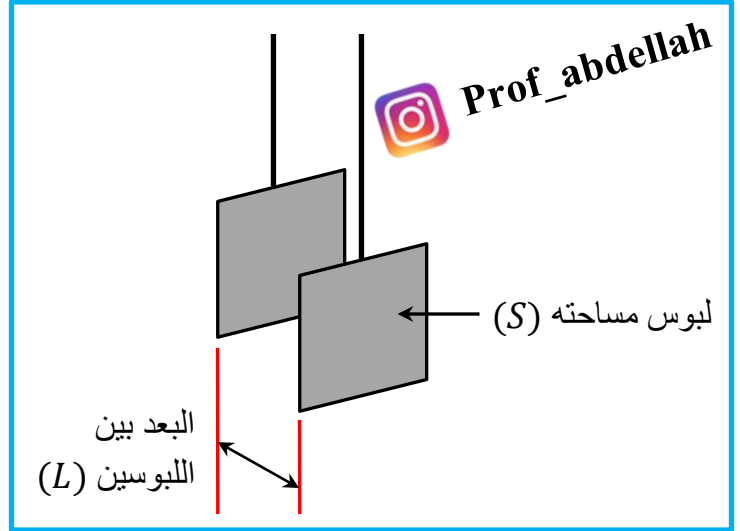 Prof_abdellah
لبوس مساحته (S)
البعد بين
اللبوسين (L)